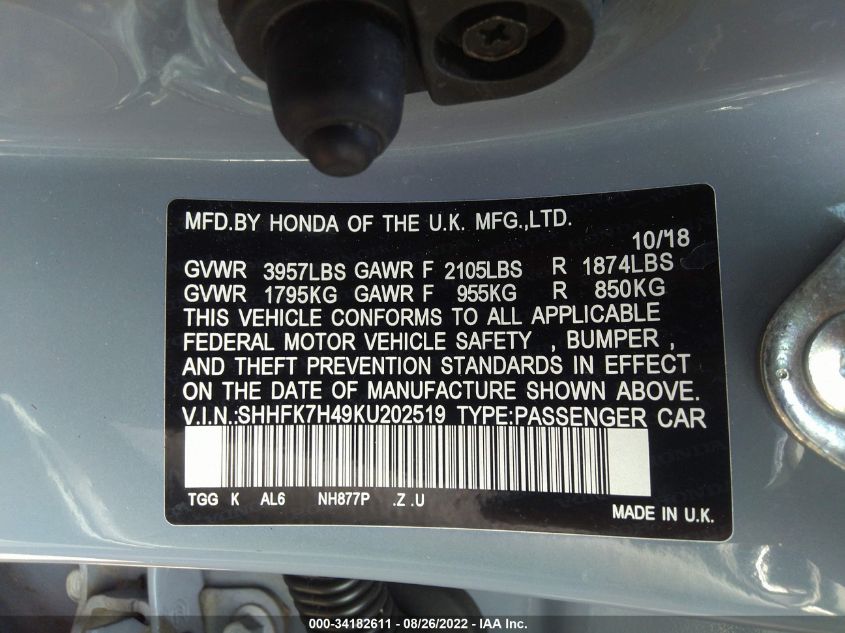 MFD.BY HONDA OF THE U.K. MFG.,LTD.
10/18
GVWR 3957LBS GAWR F 2105LBS R 1874LBS
GVWR 1795KG GAWR F 955KG R 850KG
THIS VEHICLE CONFORMS TO ALL APPLICABLE
FEDERAL MOTOR VEHICLE SAFETY , BUMPER ,
AND THEFT PREVENTION STANDARDS IN EFFECT
ON THE DATE OF MANUFACTURE SHOWN ABOVE.
V.I.N.:SHHFK7H49KU202519 TYPE:PASSENGER CAR
TGG K AL6 NH877P .Z .U
MADE IN U.K.
000-34182611 - 08/26/2022 - IAA Inc.